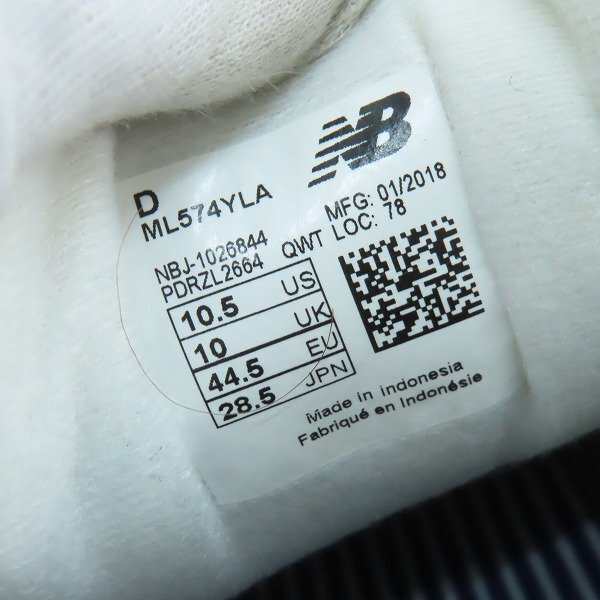 NB
D
ML574YLA
MFG: 01/2018
NBJ-1026844
LOC: 78
PDRZL2664 QWT
10.5 US
10 UK
44.5 EU
28.5 JPN
Made in Indonesia
Fabriqué en Indonésie